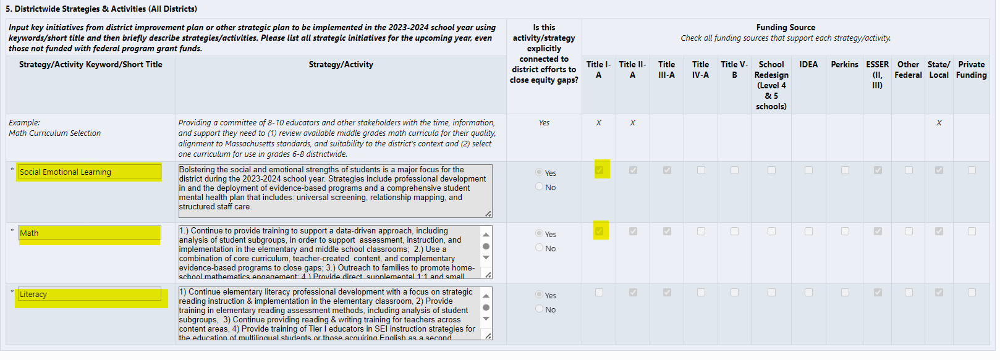 5. Districtwide Strategies & Activities (All Districts)
Input key initiatives from district improvement plan or other strategic plan to be implemented in the 2023-2024 school year using
keywords/short title and then briefly describe strategies/activities. Please list all strategic initiatives for the upcoming year, even
those not funded with federal program grant funds.
Is this
activity/strategy
explicitly
connected to
district efforts to
close equity gaps?
Funding Source
Check all funding sources that support each strategy/activity.
Strategy/Activity Keyword/Short Title
Strategy/Activity
Title I-
A
Title II-
A
Title
III-A
Title
IV-A
Title V-
B
School
Redesign
(Level 4
& 5
schools)
IDEA
Perkins
ESSER
(II,
III)
Other
Federal
State/
Local
Private
Funding
Example:
Math Curriculum Selection
Providing a committee of 8-10 educators and other stakeholders with the time, information,
and support they need to (1) review available middle grades math curricula for their quality,
alignment to Massachusetts standards, and suitability to the district's context and (2) select
one curriculum for use in grades 6-8 districtwide.
Yes
X
X
X
* Social Emotional Learning
Bolstering the social and emotional strengths of students is a major focus for the
district during the 2023-2024 school year. Strategies include professional development
in and the deployment of evidence-based programs and a comprehensive student
mental health plan that includes: universal screening, relationship mapping, and
structured staff care.
Yes
No
* Math
1.) Continue to provide training to support a data-driven approach, including
analysis of student subgroups, in order to support assessment, instruction, and
implementation in the elementary and middle school classrooms; 2.) Use a
combination of core curriculum, teacher-created content, and complementary
evidence-based programs to close gaps; 3.) Outreach to families to promote home-
school mathematics engagement; 4.) Provide direct, supplemental 1:1 and small
Yes
No
* Literacy
1) Continue elementary literacy professional development with a focus on strategic
reading instruction & implementation in the elementary classroom, 2) Provide
training in elementary reading assessment methods, including analysis of student
subgroups, 3) Continue providing reading & writing training for teachers across
content areas, 4) Provide training of Tier I educators in SEI instruction strategies for
the education of multilingual students or those acquiring English as a second
Yes
No